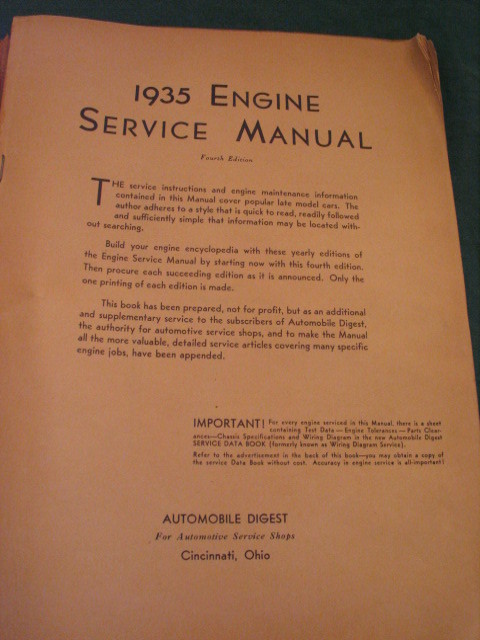 1935 ENGINE
SERVICE MANUAL
Fourth Edition
THE service instructions and engine maintenance information
contained in this Manual cover popular late model cars. The
author adheres to a style that is quick to read, readily followed
and sufficiently simple that information may be located with-
out searching.
Build your engine encyclopedia with these yearly editions of
the Engine Service Manual by starting now with this fourth edition.
Then procure each succeeding edition as it is announced. Only the
one printing of each edition is made.
This book has been prepared, not for profit, but as an additional
and supplementary service to the subscribers of Automobile Digest,
the authority for automotive service shops, and to make the Manual
all the more valuable, detailed service articles covering many specific
engine jobs, have been appended.
IMPORTANT! For every engine serviced in this Manual, there is a sheet
containing Test Data—Engine Tolerances—Parts Clear-
ances—Chassis Specifications and Wiring Diagram in the new Automobile Digest
SERVICE DATA BOOK (formerly known as Wiring Diagram Service).
Refer to the advertisement in the back of this book—you may obtain a copy of
the service Data Book without cost. Accuracy in engine service is all-important!
AUTOMOBILE DIGEST
For Automotive Service Shops
Cincinnati, Ohio